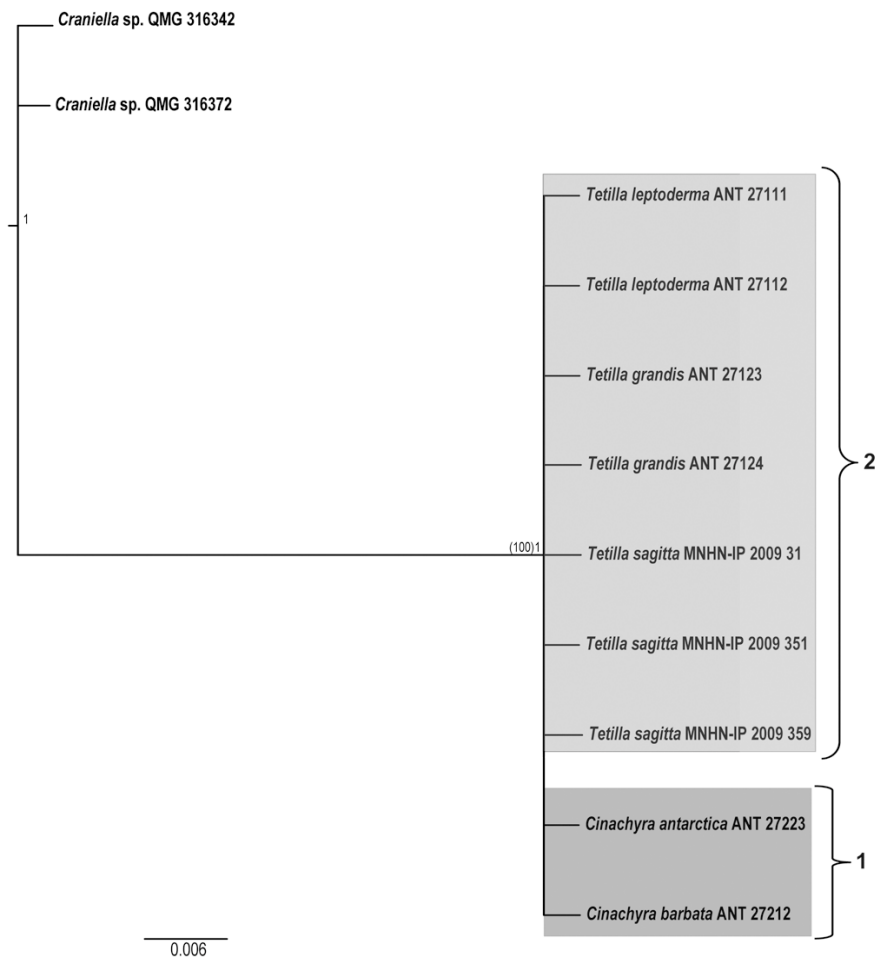 Craniella sp. QMG 316342
Craniella sp. QMG 316372
1
Tetilla leptoderma ANT 27111
Tetilla leptoderma ANT 27112
Tetilla grandis ANT 27123
2
Tetilla grandis ANT 27124
(100)1
Tetilla sagitta MNHN-IP 2009 31
Tetilla sagitta MNHN-IP 2009 351
Tetilla sagitta MNHN-IP 2009 359
Cinachyra antarctica ANT 27223
1
Cinachyra barbata ANT 27212
0.006